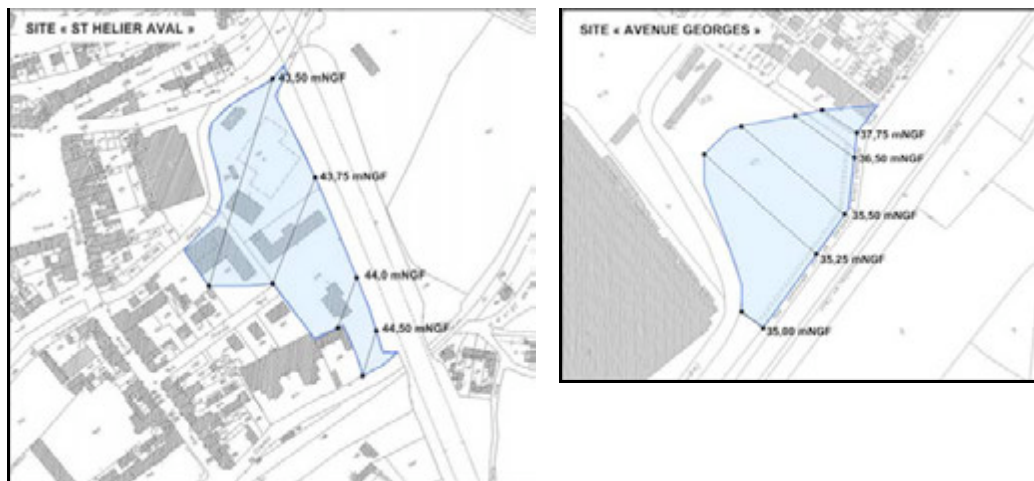 SITE « ST HELIER AVAL »
43,50 mNGF
43,75 mNGF
44,0 mNGF
44,50 mNGF
SITE « AVENUE GEORGES »
37,75 mNGF
36,50 mNGF
35,50 mNGF
35,25 mNGF
35,00 mNGF